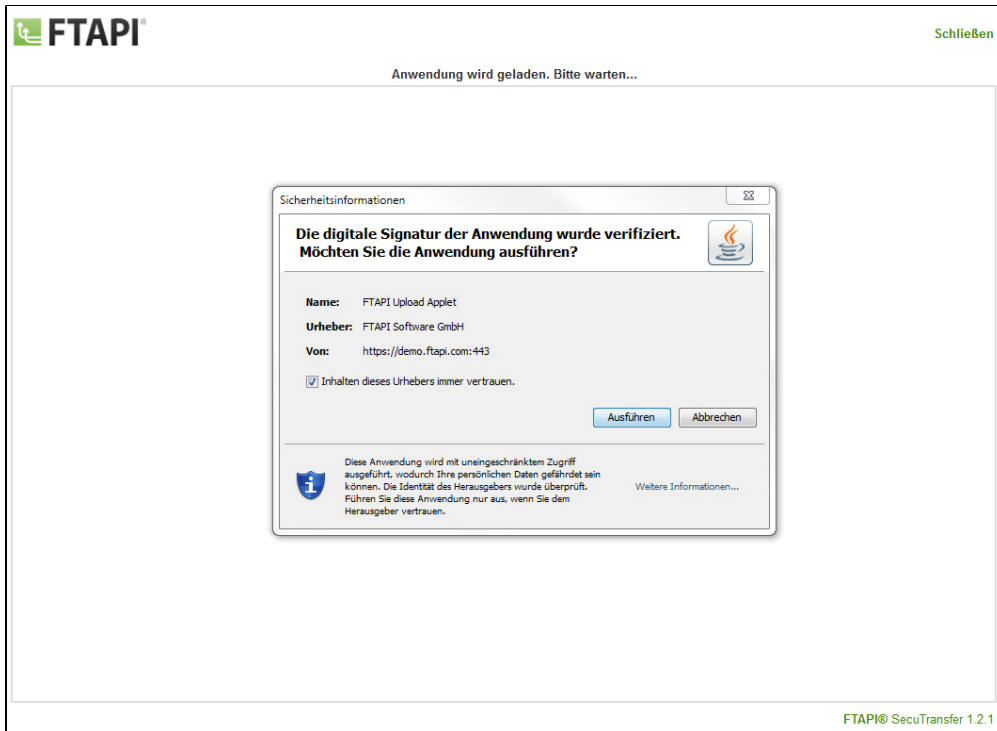 FTAPI®
Schließen
Anwendung wird geladen. Bitte warten...
Sicherheitsinformationen
Die digitale Signatur der Anwendung wurde verifiziert.
Möchten Sie die Anwendung ausführen?
Name: FTAPI Upload Applet
Urheber: FTAPI Software GmbH
Von: https://demo.ftapi.com:443
Inhalten dieses Urhebers immer vertrauen.
Ausführen Abbrechen
Diese Anwendung wird mit uneingeschränktem Zugriff
ausgeführt, wodurch Ihre persönlichen Daten gefährdet sein
können. Die Identität des Herausgebers wurde überprüft.
Führen Sie diese Anwendung nur aus, wenn Sie dem
Herausgeber vertrauen.
Weitere Informationen...
FTAPI® SecuTransfer 1.2.1